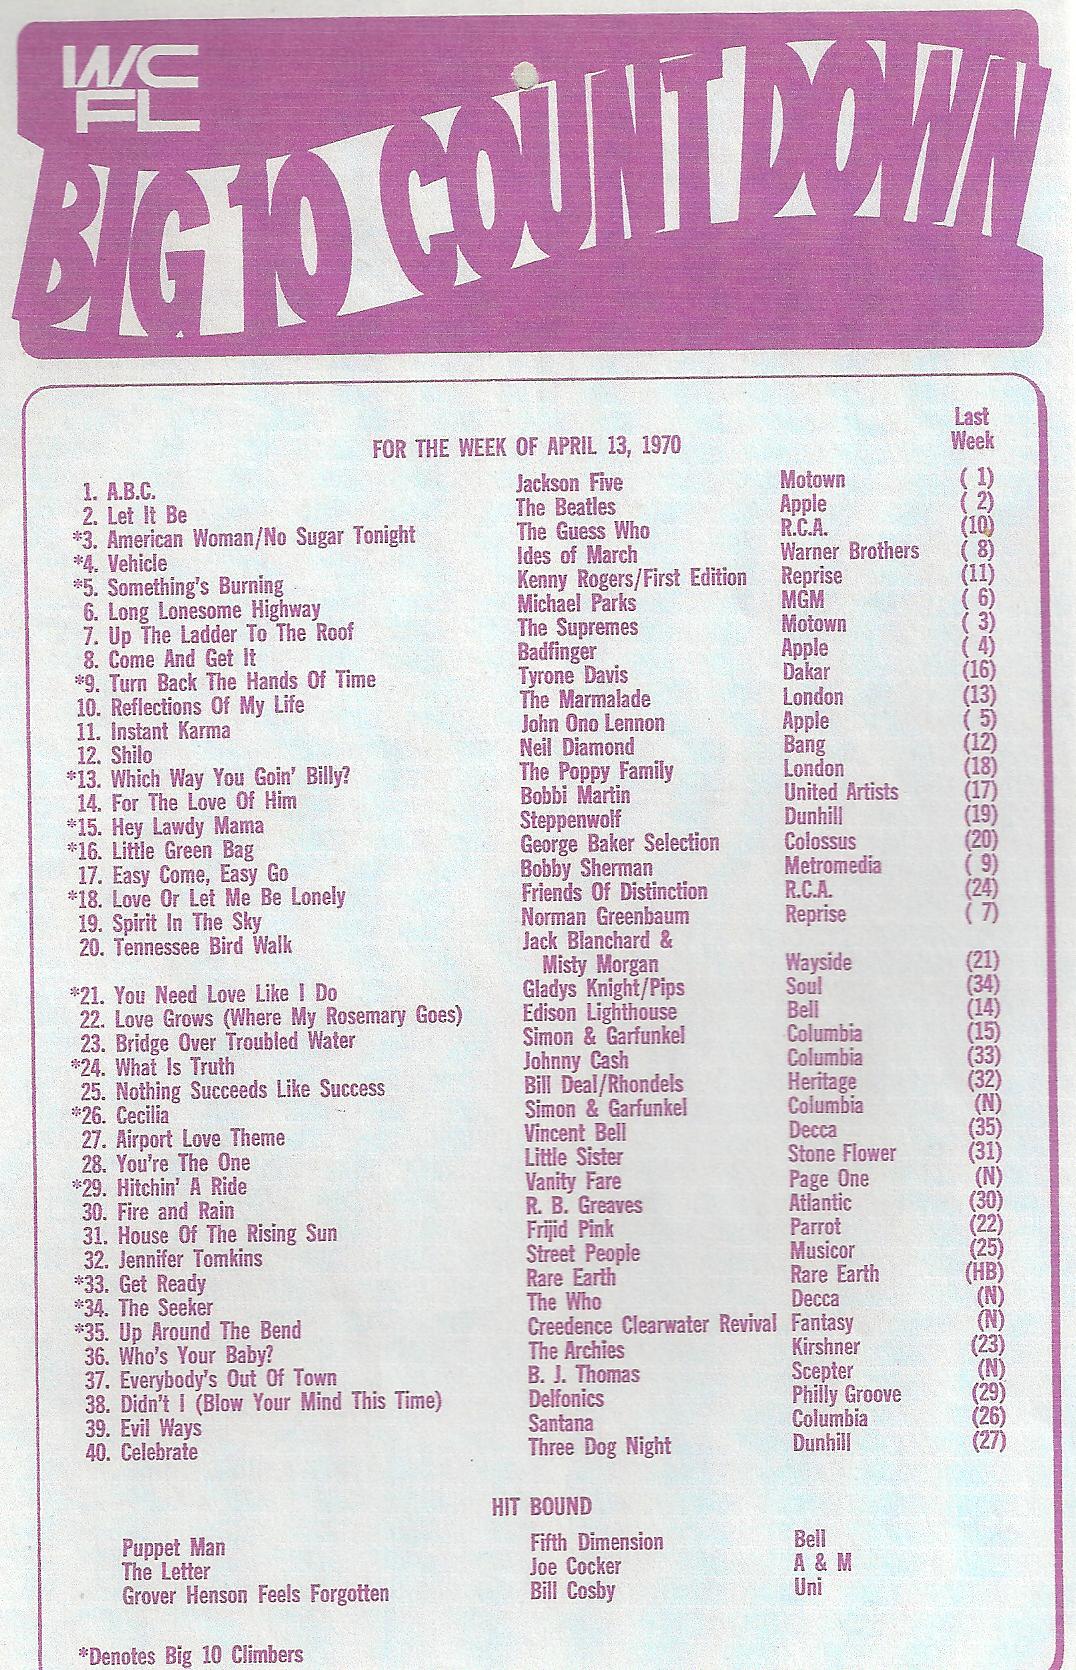 WC
FL
BIG 10 COUNT DOWN
Last
FOR THE WEEK OF APRIL 13, 1970 Week
1. A.B.C. Jackson Five Motown ( 1)
2. Let It Be The Beatles Apple ( 2)
*3. American Woman/No Sugar Tonight The Guess Who R.C.A. (10)
*4. Vehicle Ides of March Warner Brothers ( 8)
*5. Something's Burning Kenny Rogers/First Edition Reprise (11)
6. Long Lonesome Highway Michael Parks MGM ( 6)
7. Up The Ladder To The Roof The Supremes Motown ( 3)
8. Come And Get It Badfinger Apple ( 4)
*9. Turn Back The Hands Of Time Tyrone Davis Dakar (16)
10. Reflections Of My Life The Marmalade London (13)
11. Instant Karma John Ono Lennon Apple ( 5)
12. Shilo Neil Diamond Bang (12)
*13. Which Way You Goin' Billy? The Poppy Family London (18)
14. For The Love Of Him Bobbi Martin United Artists (17)
*15. Hey Lawdy Mama Steppenwolf Dunhill (19)
*16. Little Green Bag George Baker Selection Colossus (20)
17. Easy Come, Easy Go Bobby Sherman Metromedia ( 9)
*18. Love Or Let Me Be Lonely Friends Of Distinction R.C.A. (24)
19. Spirit In The Sky Norman Greenbaum Reprise ( 7)
20. Tennessee Bird Walk Jack Blanchard &
Misty Morgan Wayside (21)
*21. You Need Love Like I Do Gladys Knight/Pips Soul (34)
22. Love Grows (Where My Rosemary Goes) Edison Lighthouse Bell (14)
23. Bridge Over Troubled Water Simon & Garfunkel Columbia (15)
*24. What Is Truth Johnny Cash Columbia (33)
25. Nothing Succeeds Like Success Bill Deal/Rhondels Heritage (32)
*26. Cecilia Simon & Garfunkel Columbia (N)
27. Airport Love Theme Vincent Bell Decca (35)
28. You're The One Little Sister Stone Flower (31)
*29. Hitchin' A Ride Vanity Fare Page One (N)
30. Fire and Rain R. B. Greaves Atlantic (30)
31. House Of The Rising Sun Frijid Pink Parrot (22)
32. Jennifer Tomkins Street People Musicor (25)
*33. Get Ready Rare Earth Rare Earth (HB)
*34. The Seeker The Who Decca (N)
*35. Up Around The Bend Creedence Clearwater Revival Fantasy (N)
36. Who's Your Baby? The Archies Kirshner (23)
37. Everybody's Out Of Town B. J. Thomas Scepter (N)
38. Didn't I (Blow Your Mind This Time) Delfonics Philly Groove (29)
39. Evil Ways Santana Columbia (26)
40. Celebrate Three Dog Night Dunhill (27)
HIT BOUND
Puppet Man Fifth Dimension Bell
The Letter Joe Cocker A & M
Grover Henson Feels Forgotten Bill Cosby Uni
*Denotes Big 10 Climbers